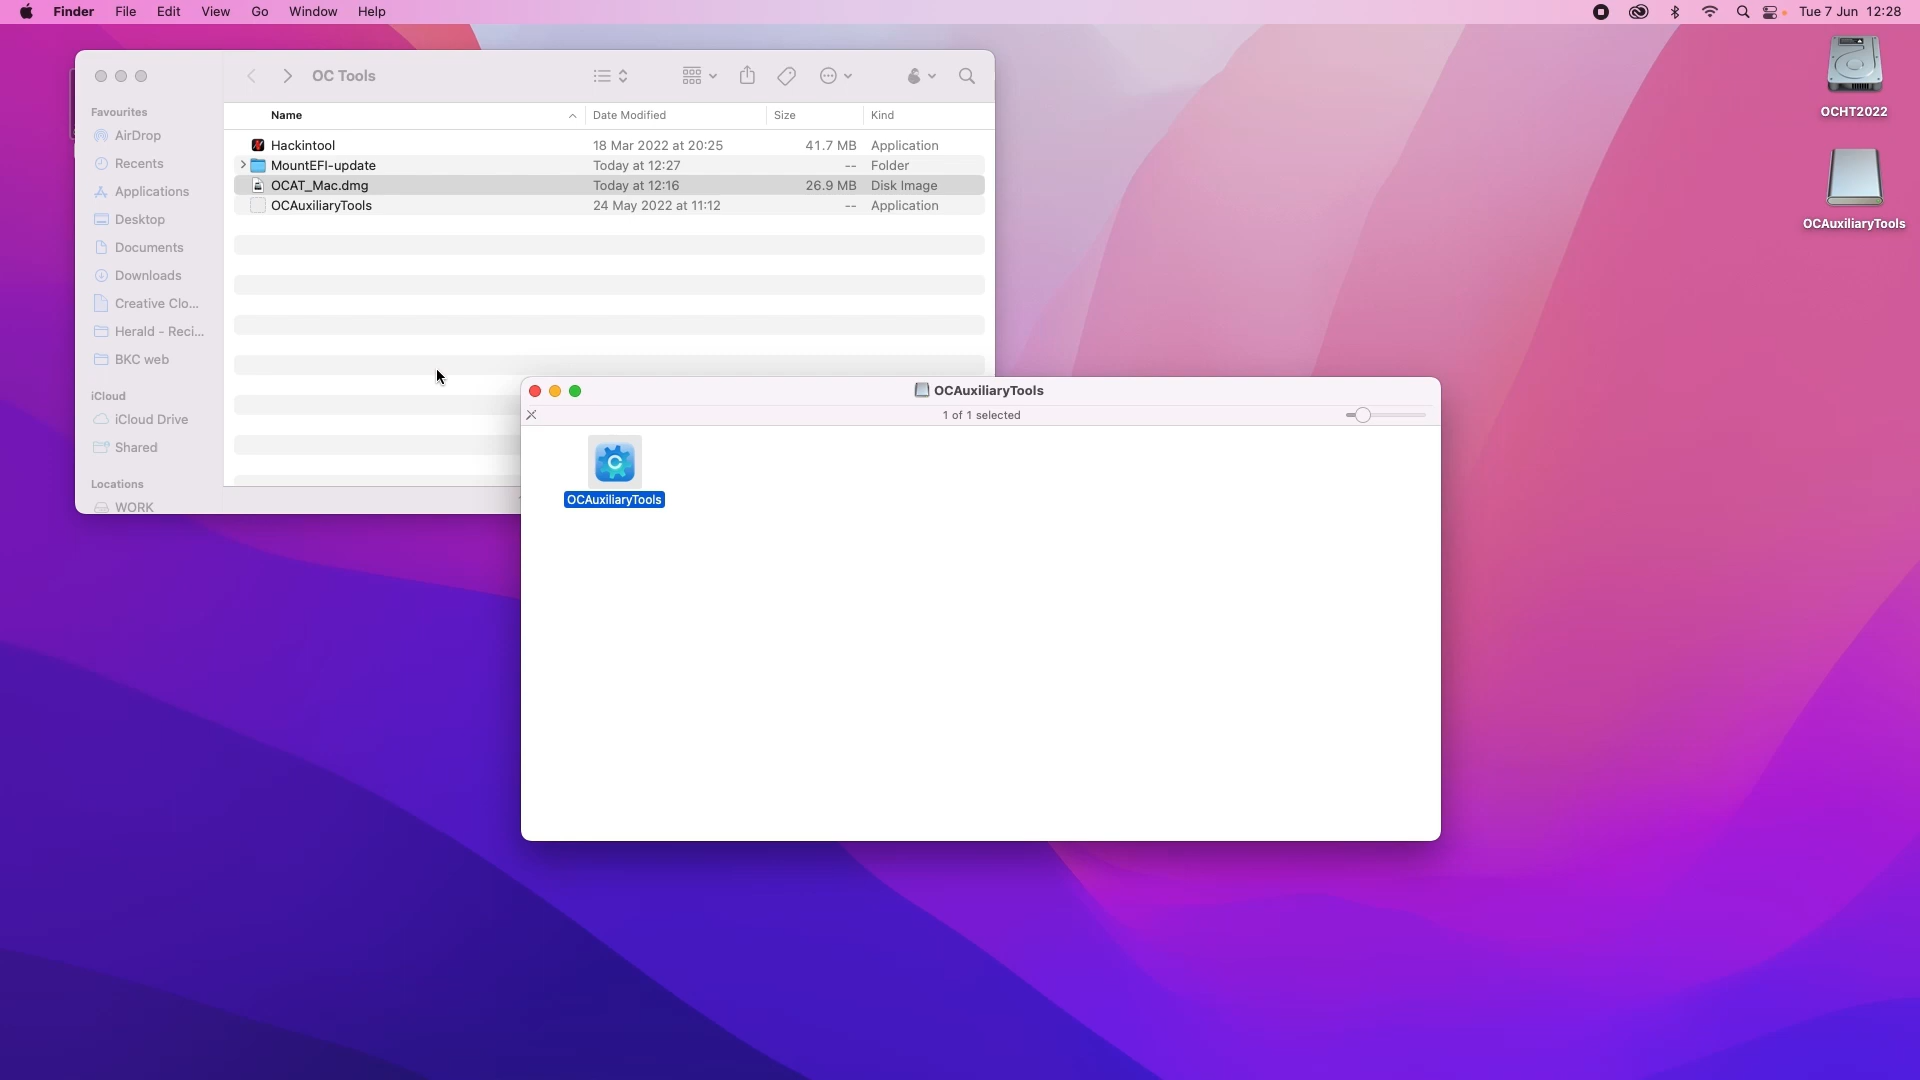 Finder File Edit View Go Window Help Tue 7 Jun 12:28
OC Tools
Favourites
AirDrop
Recents
Applications
Desktop
Documents
Downloads
Creative Clo...
Herald - Reci...
BKC web
iCloud
iCloud Drive
Shared
Locations
WORK
Name Date Modified Size Kind
Hackintool 18 Mar 2022 at 20:25 41.7 MB Application
MountEFI-update Today at 12:27 -- Folder
OCAT_Mac.dmg Today at 12:16 26.9 MB Disk Image
OCAuxiliaryTools 24 May 2022 at 11:12 -- Application
OCAuxiliaryTools
1 of 1 selected
OCAuxiliaryTools
OCHT2022
OCAuxiliaryTools